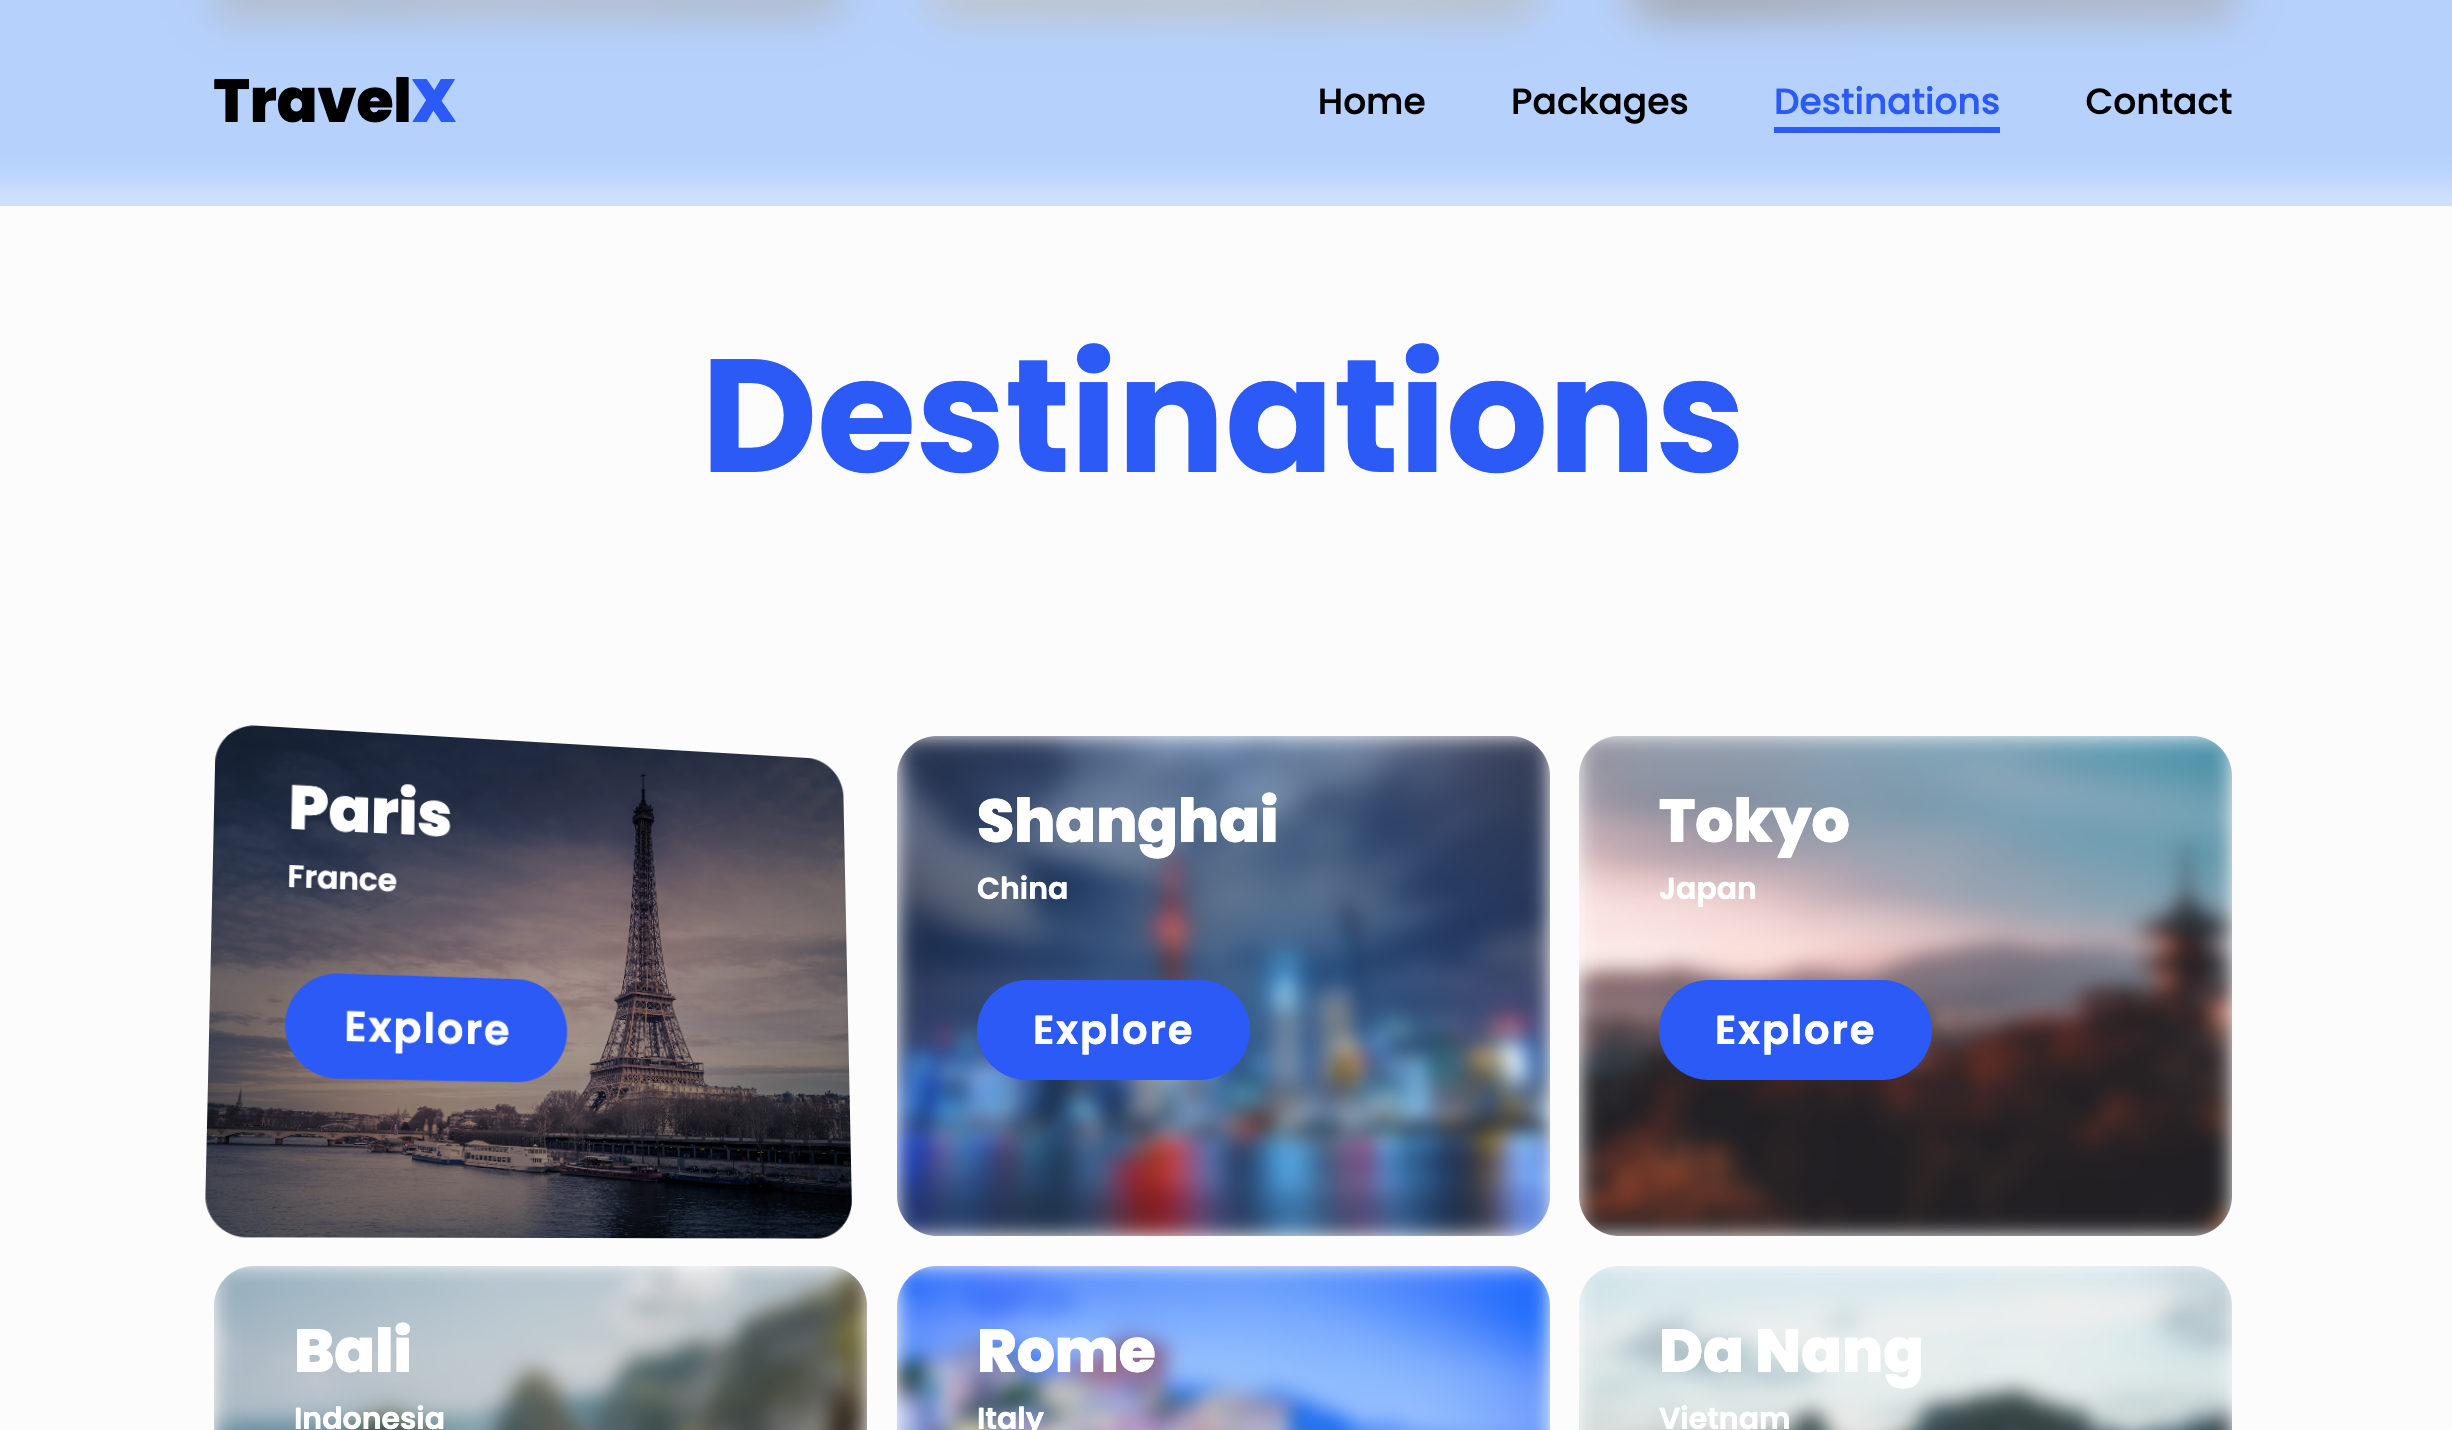 TravelX
Home Packages Destinations Contact
Destinations
Paris
France
Explore
Shanghai
China
Explore
Tokyo
Japan
Explore
Bali
Indonesia
Rome
Italy
Da Nang
Vietnam